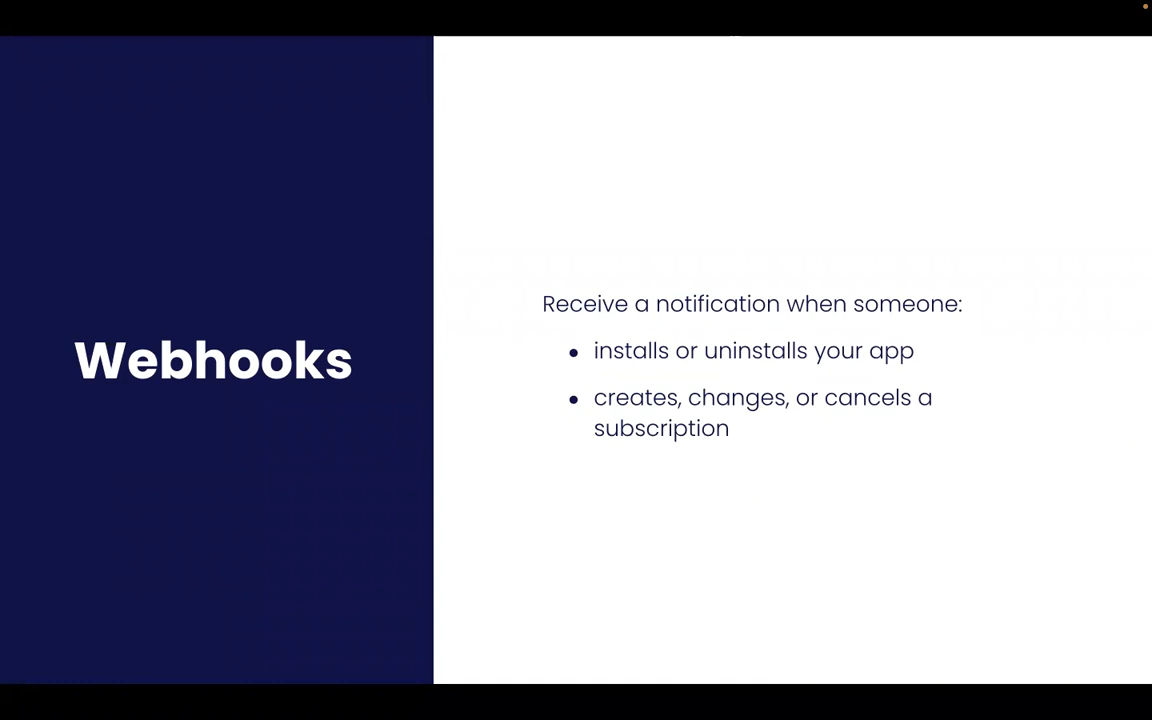 Webhooks
Receive a notification when someone:
• installs or uninstalls your app
• creates, changes, or cancels a
subscription